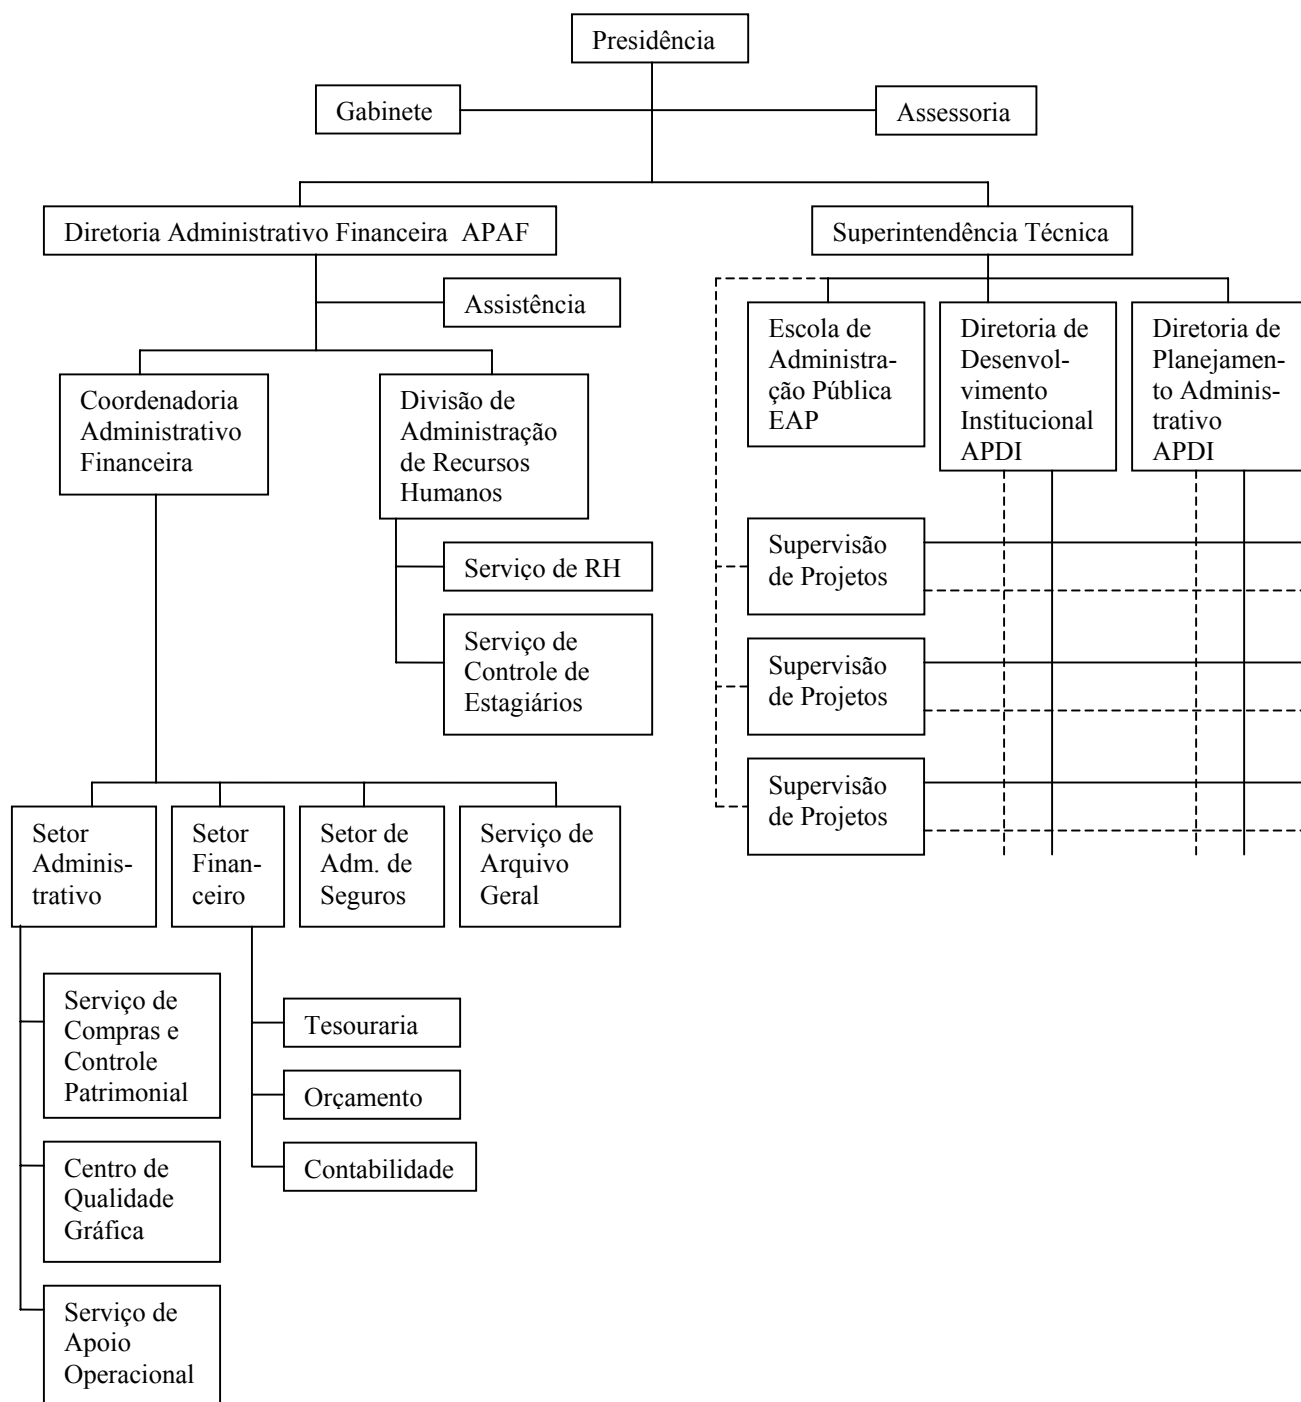 Presidência
Gabinete
Assessoria
Diretoria Administrativo Financeira  APAF
Superintendência Técnica
Assistência
Escola de
Administra-
ção Pública
EAP
Diretoria de
Desenvol-
vimento
Institucional
APDI
Diretoria de
Planejamen-
to Adminis-
trativo
APDI
Coordenadoria
Administrativo
Financeira
Divisão de
Administração
de Recursos
Humanos
Serviço de RH
Serviço de
Controle de
Estagiários
Supervisão
de Projetos
Supervisão
de Projetos
Supervisão
de Projetos
Setor
Adminis-
trativo
Setor
Finan-
ceiro
Setor de
Adm. de
Seguros
Serviço de
Arquivo
Geral
Serviço de
Compras e
Controle
Patrimonial
Tesouraria
Orçamento
Contabilidade
Centro de
Qualidade
Gráfica
Serviço de
Apoio
Operacional